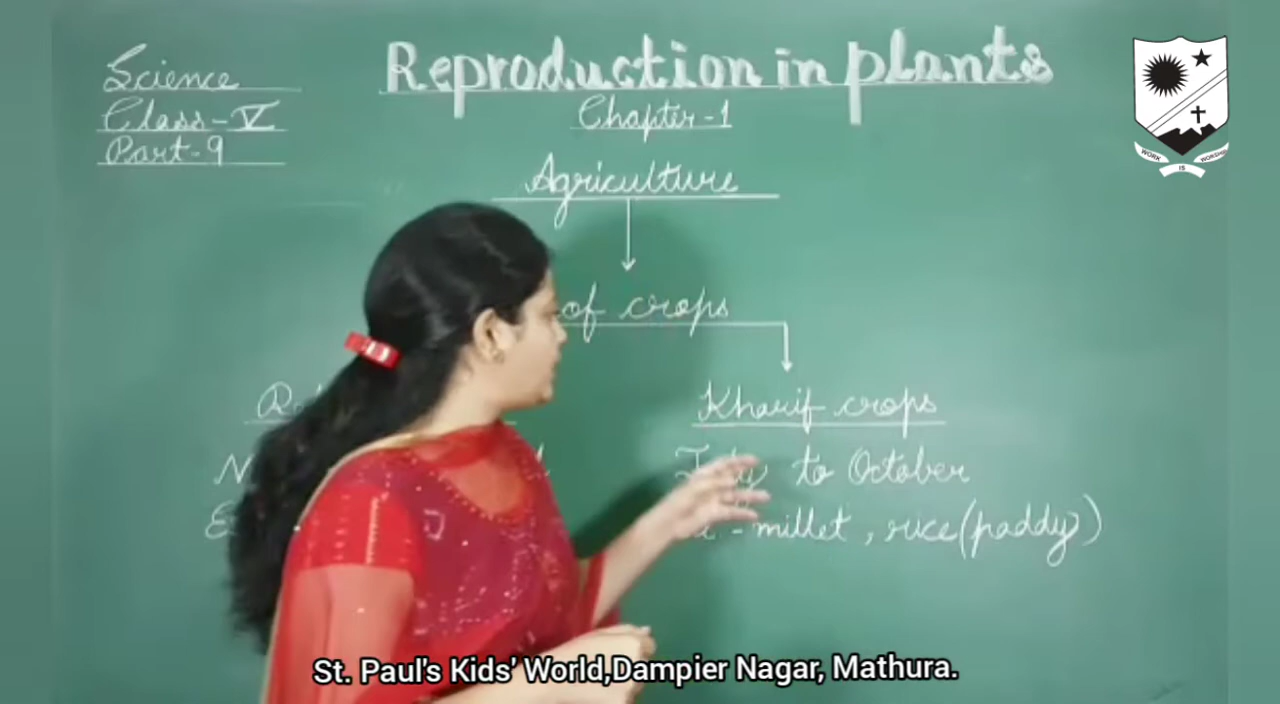 Science
Class-V
Part-9
Reproduction in plants
Chapter-1
Agriculture
of crops
Kharif crops
to October
-millet, rice(paddy)
WORK IS WORSHIP
St. Paul's Kids' World,Dampier Nagar, Mathura.